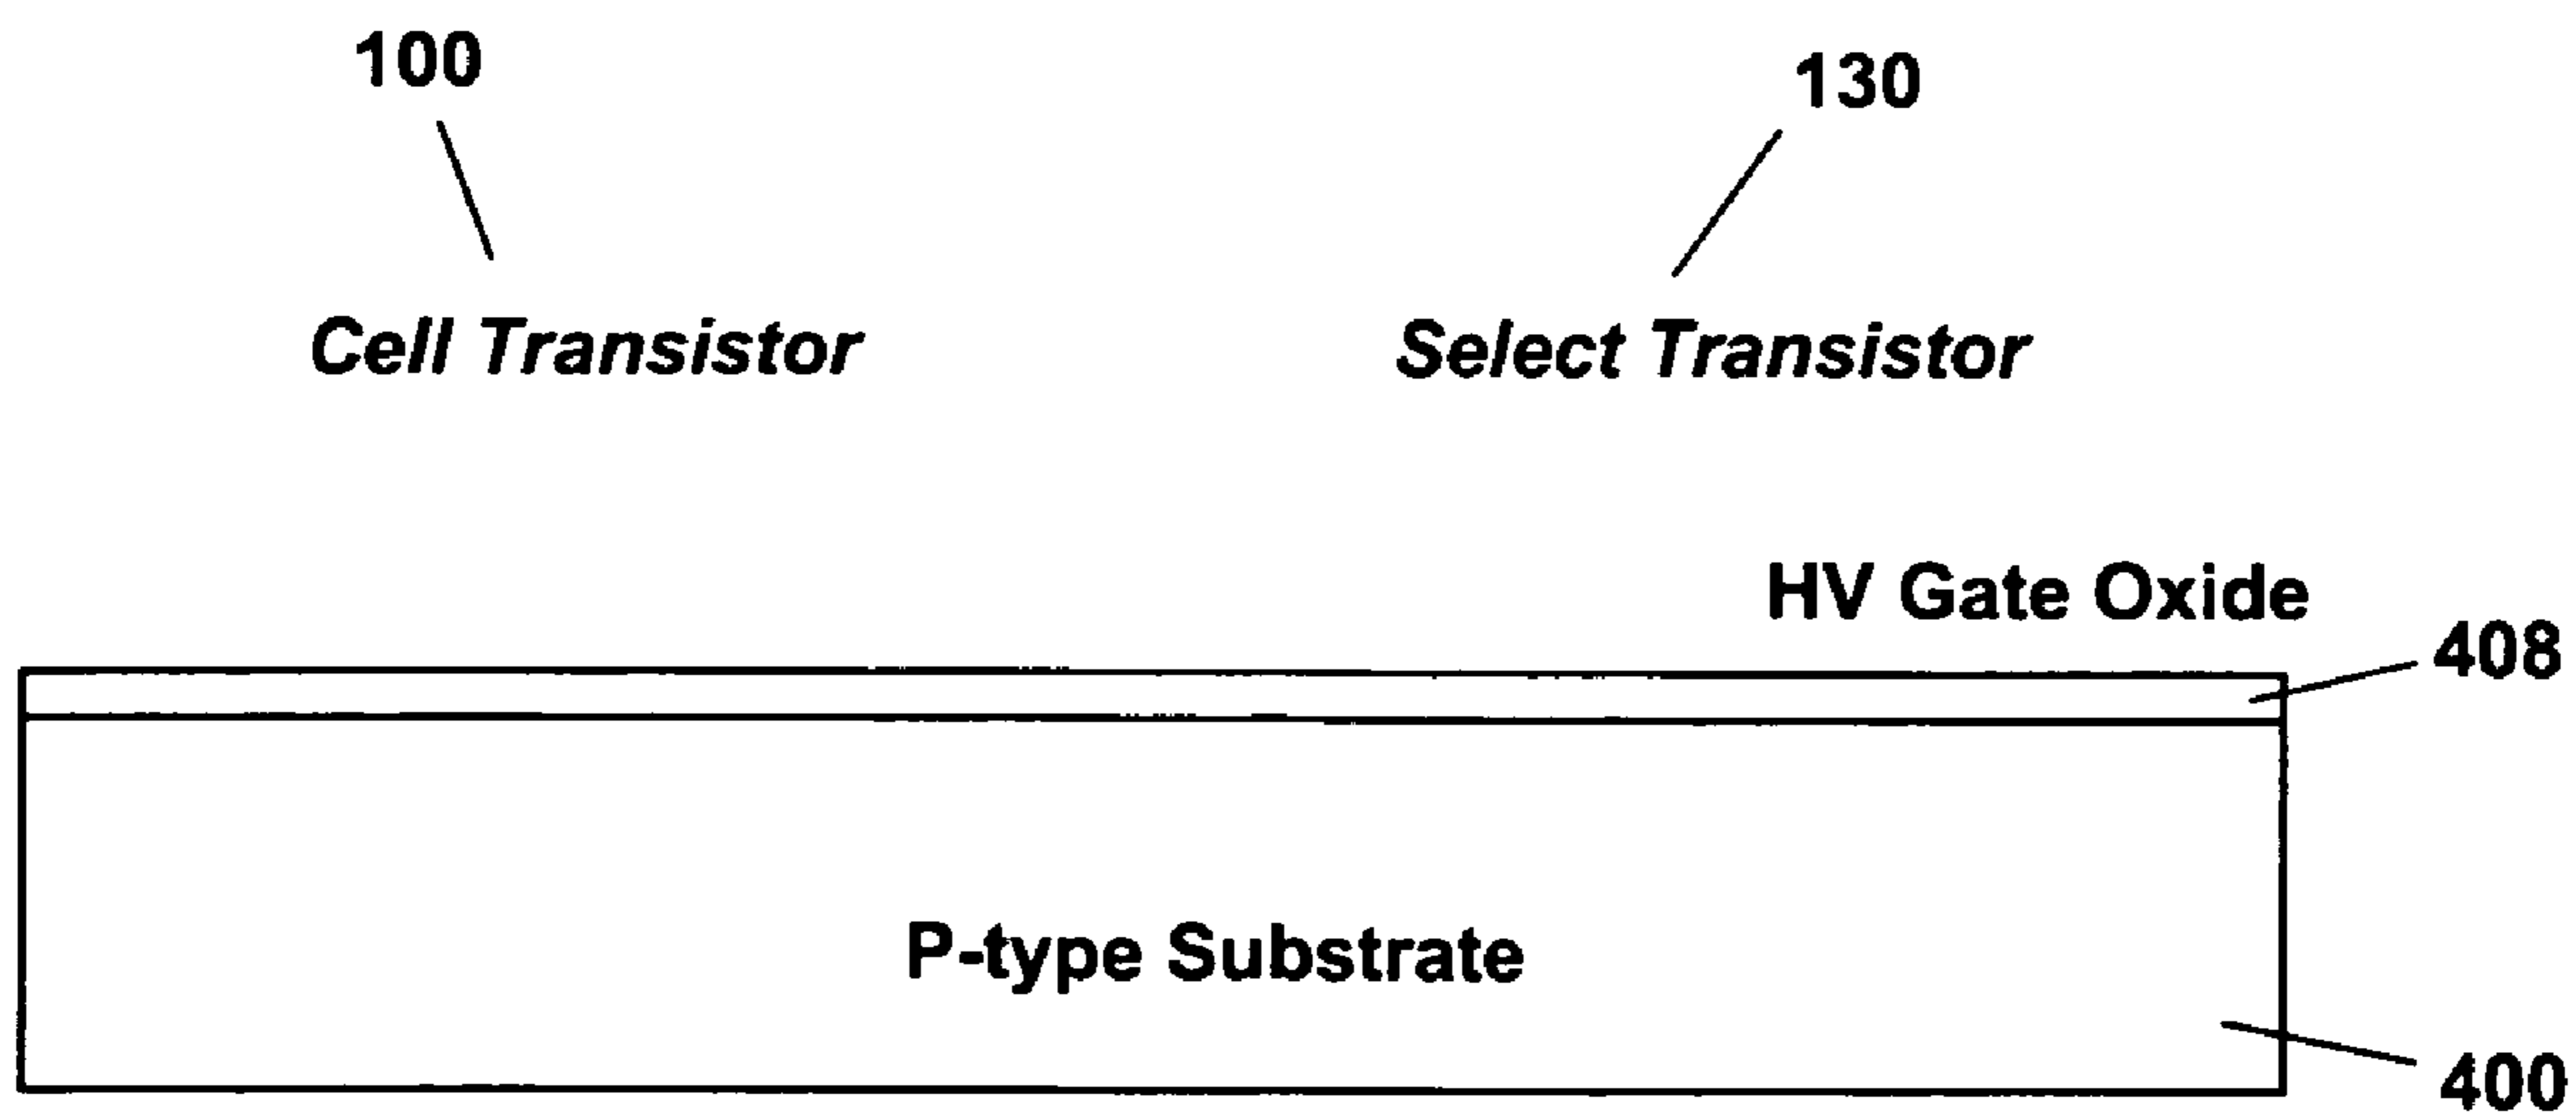 100
130
Cell Transistor
Select Transistor
HV Gate Oxide
408
P-type Substrate
400